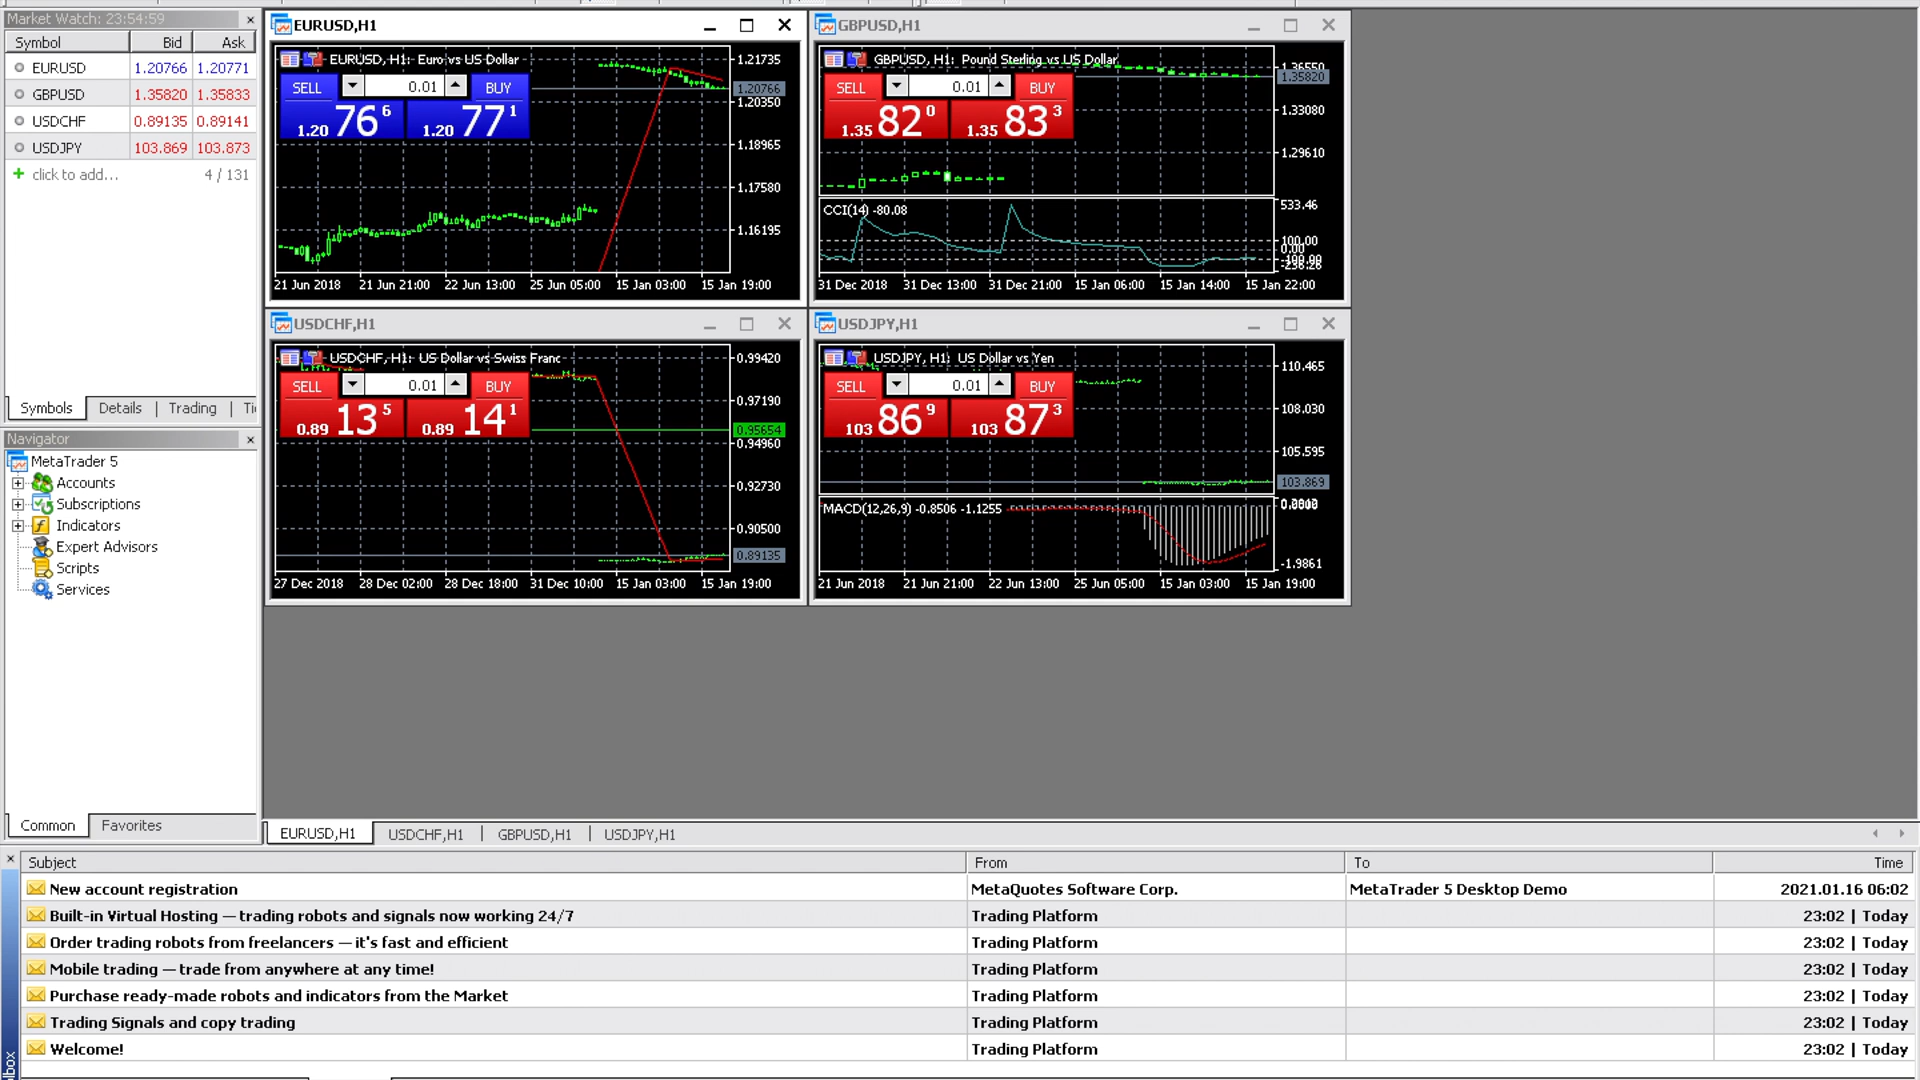 Market Watch: 23:54:59
Symbol Bid Ask
EURUSD 1.20766 1.20771
GBPUSD 1.35820 1.35833
USDCHF 0.89135 0.89141
USDJPY 103.869 103.873
click to add... 4 / 131
Symbols Details Trading Ti
Navigator
MetaTrader 5
Accounts
Subscriptions
Indicators
Expert Advisors
Scripts
Services
Common Favorites
EURUSD,H1
EURUSD, H1: Euro vs US Dollar
SELL 0.01 BUY
1.20 76 6 1.20 77 1
1.21735
1.20766
1.20350
1.18965
1.17580
1.16195
21 Jun 2018 21 Jun 21:00 22 Jun 13:00 25 Jun 05:00 15 Jan 03:00 15 Jan 19:00
GBPUSD,H1
GBPUSD, H1: Pound Sterling vs US Dollar
SELL 0.01 BUY
1.35 82 0 1.35 83 3
1.36550
1.35820
1.33080
1.29610
CCI(14) -80.08
533.46
100.00
0.00
-100.00
31 Dec 2018 31 Dec 13:00 31 Dec 21:00 15 Jan 06:00 15 Jan 14:00 15 Jan 22:00
USDCHF,H1
USDCHF, H1: US Dollar vs Swiss Franc
SELL 0.01 BUY
0.89 13 5 0.89 14 1
0.99420
0.97190
0.95654
0.94960
0.92730
0.90500
0.89135
27 Dec 2018 28 Dec 02:00 28 Dec 18:00 31 Dec 10:00 15 Jan 03:00 15 Jan 19:00
USDJPY,H1
USDJPY, H1: US Dollar vs Yen
SELL 0.01 BUY
103 86 9 103 87 3
110.465
108.030
105.595
103.869
MACD(12,26,9) -0.8506 -1.1255
-1.9861
21 Jun 2018 21 Jun 21:00 22 Jun 13:00 25 Jun 05:00 15 Jan 03:00 15 Jan 19:00
EURUSD,H1 USDCHF,H1 GBPUSD,H1 USDJPY,H1
Subject From To Time
New account registration MetaQuotes Software Corp. MetaTrader 5 Desktop Demo 2021.01.16 06:02
Built-in Virtual Hosting — trading robots and signals now working 24/7 Trading Platform 23:02 | Today
Order trading robots from freelancers — it's fast and efficient Trading Platform 23:02 | Today
Mobile trading — trade from anywhere at any time! Trading Platform 23:02 | Today
Purchase ready-made robots and indicators from the Market Trading Platform 23:02 | Today
Trading Signals and copy trading Trading Platform 23:02 | Today
Welcome! Trading Platform 23:02 | Today